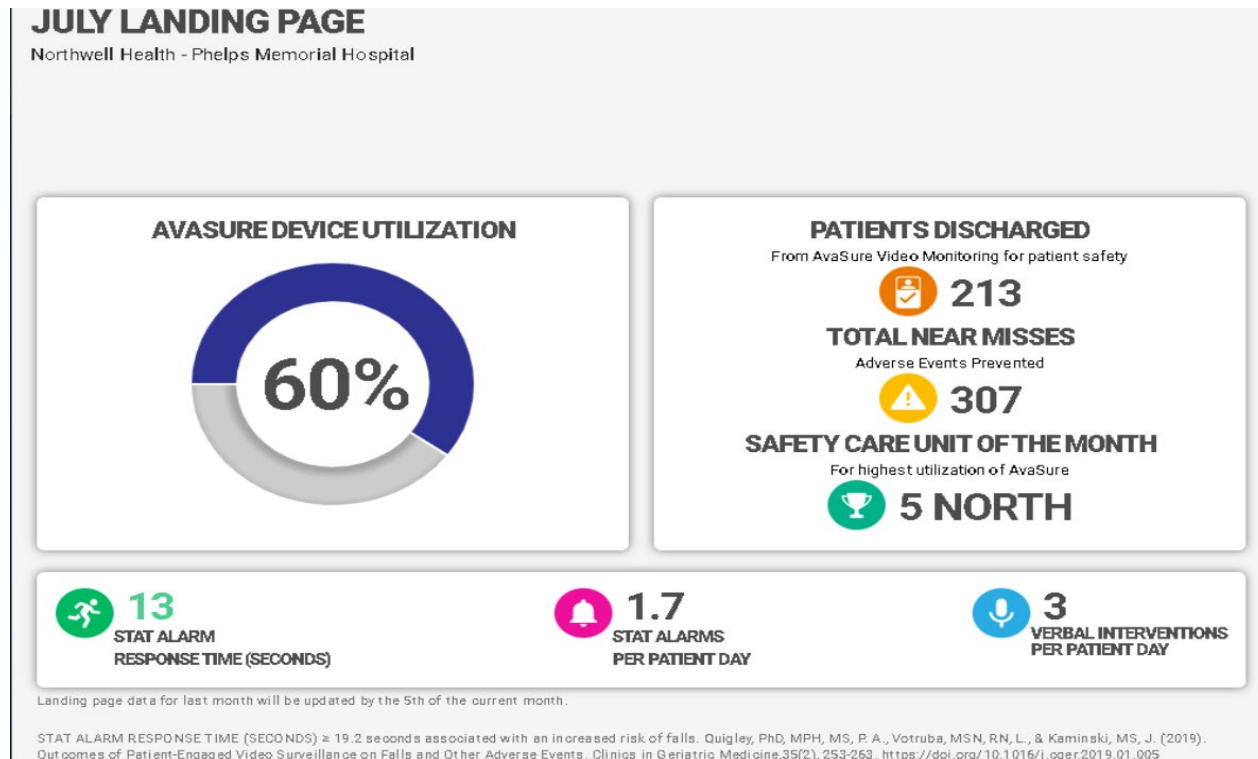 JULY LANDING PAGE
Northwell Health - Phelps Memorial Hospital
AVASURE DEVICE UTILIZATION
60%
PATIENTS DISCHARGED
From AvaSure Video Monitoring for patient safety
213
TOTAL NEAR MISSES
Adverse Events Prevented
307
SAFETY CARE UNIT OF THE MONTH
For highest utilization of AvaSure
5 NORTH
13
STAT ALARM
RESPONSE TIME (SECONDS)
1.7
STAT ALARMS
PER PATIENT DAY
3
VERBAL INTERVENTIONS
PER PATIENT DAY
Landing page data for last month will be updated by the 5th of the current month.
STAT ALARM RESPONSE TIME (SECONDS) ≥ 19.2 seconds associated with an increased risk of falls. Quigley, PhD, MPH, MS, P. A., Votruba, MSN, RN, L., & Kaminski, MS, J. (2019).
Outcomes of Patient-Engaged Video Surveillance on Falls and Other Adverse Events. Clinics in Geriatric Medicine,35(2), 253-263. https://doi.org/10.1016/j.cger.2019.01.005